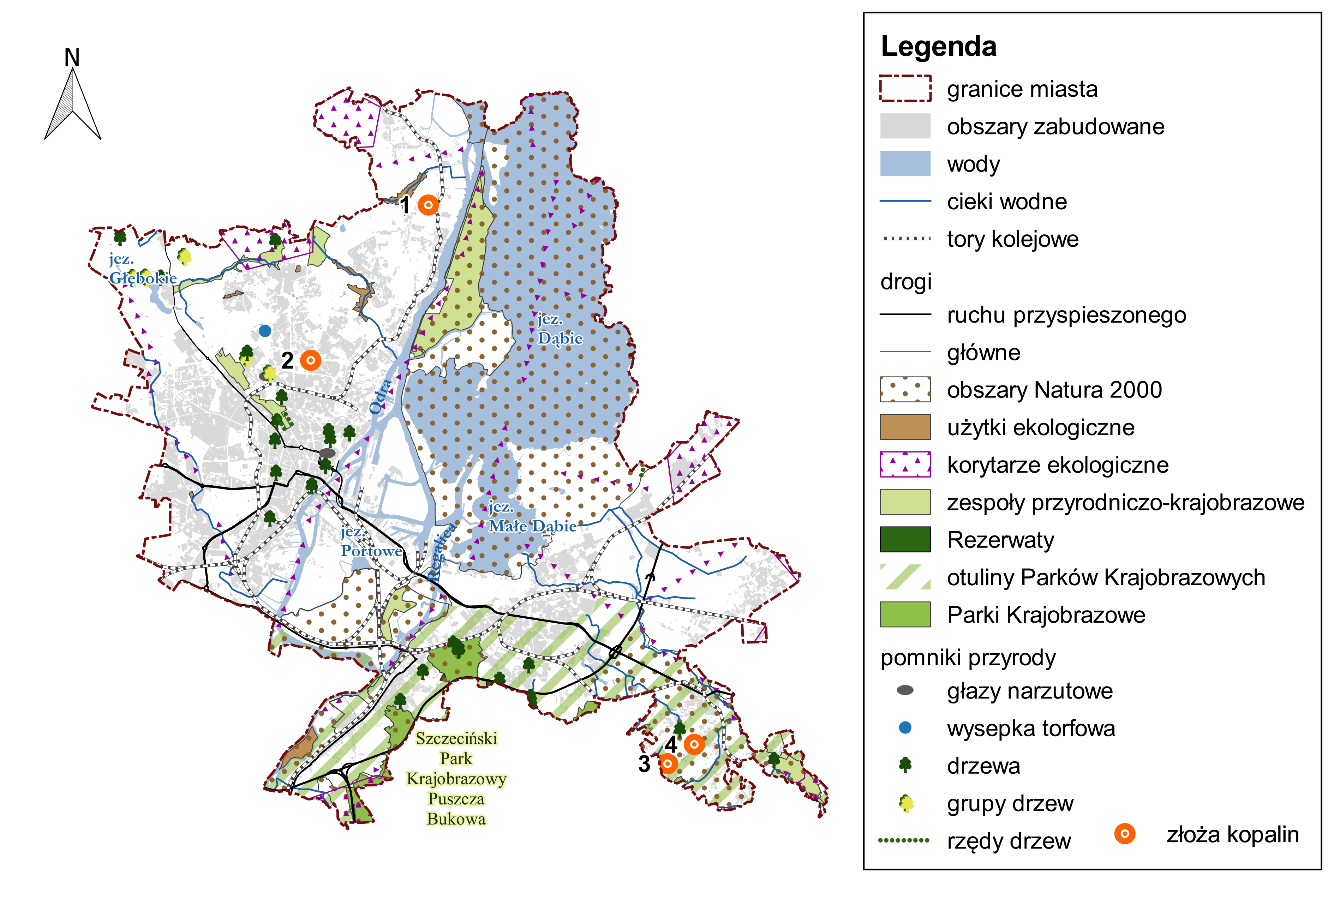 N
1
jez.
Głębokie
jez.
Dąbie
2
Odra
jez.
Małe Dąbie
jez.
Portowe
Regalica
4
3
Szczeciński
Park
Krajobrazowy
Puszcza
Bukowa
Legenda
granice miasta
obszary zabudowane
wody
cieki wodne
tory kolejowe
drogi
ruchu przyspieszonego
główne
obszary Natura 2000
użytki ekologiczne
korytarze ekologiczne
zespoły przyrodniczo-krajobrazowe
Rezerwaty
otuliny Parków Krajobrazowych
Parki Krajobrazowe
pomniki przyrody
głazy narzutowe
wysepka torfowa
drzewa
grupy drzew
rzędy drzew
złoża kopalin